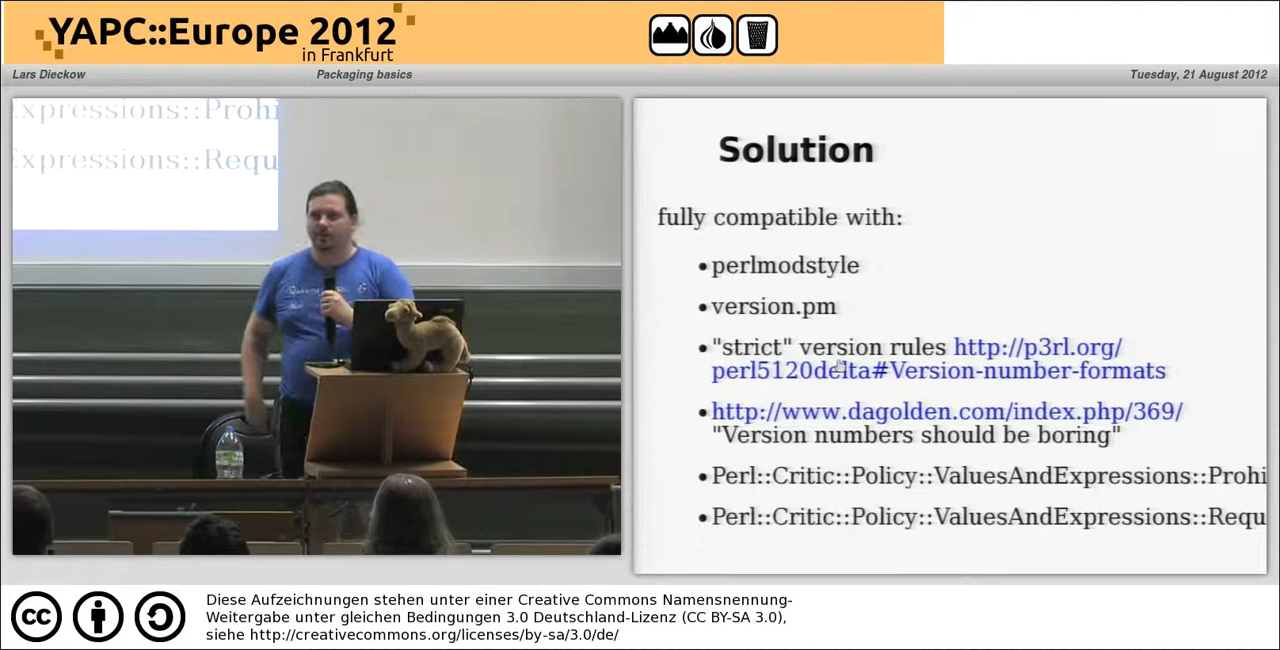 YAPC::Europe 2012
in Frankfurt
Lars Dieckow
Packaging basics
Tuesday, 21 August 2012
Expressions::Prohi
Expressions::Requ
Solution
fully compatible with:
•perlmodstyle
•version.pm
•"strict" version rules http://p3rl.org/
perl5120delta#Version-number-formats
•http://www.dagolden.com/index.php/369/
"Version numbers should be boring"
•Perl::Critic::Policy::ValuesAndExpressions::Prohi
•Perl::Critic::Policy::ValuesAndExpressions::Requ
cc
Diese Aufzeichnungen stehen unter einer Creative Commons Namensnennung-
Weitergabe unter gleichen Bedingungen 3.0 Deutschland-Lizenz (CC BY-SA 3.0),
siehe http://creativecommons.org/licenses/by-sa/3.0/de/